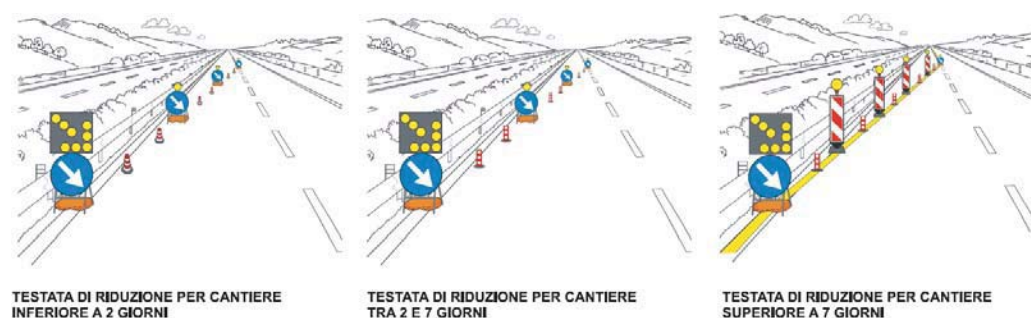 TESTATA DI RIDUZIONE PER CANTIERE
INFERIORE A 2 GIORNI
TESTATA DI RIDUZIONE PER CANTIERE
TRA 2 E 7 GIORNI
TESTATA DI RIDUZIONE PER CANTIERE
SUPERIORE A 7 GIORNI